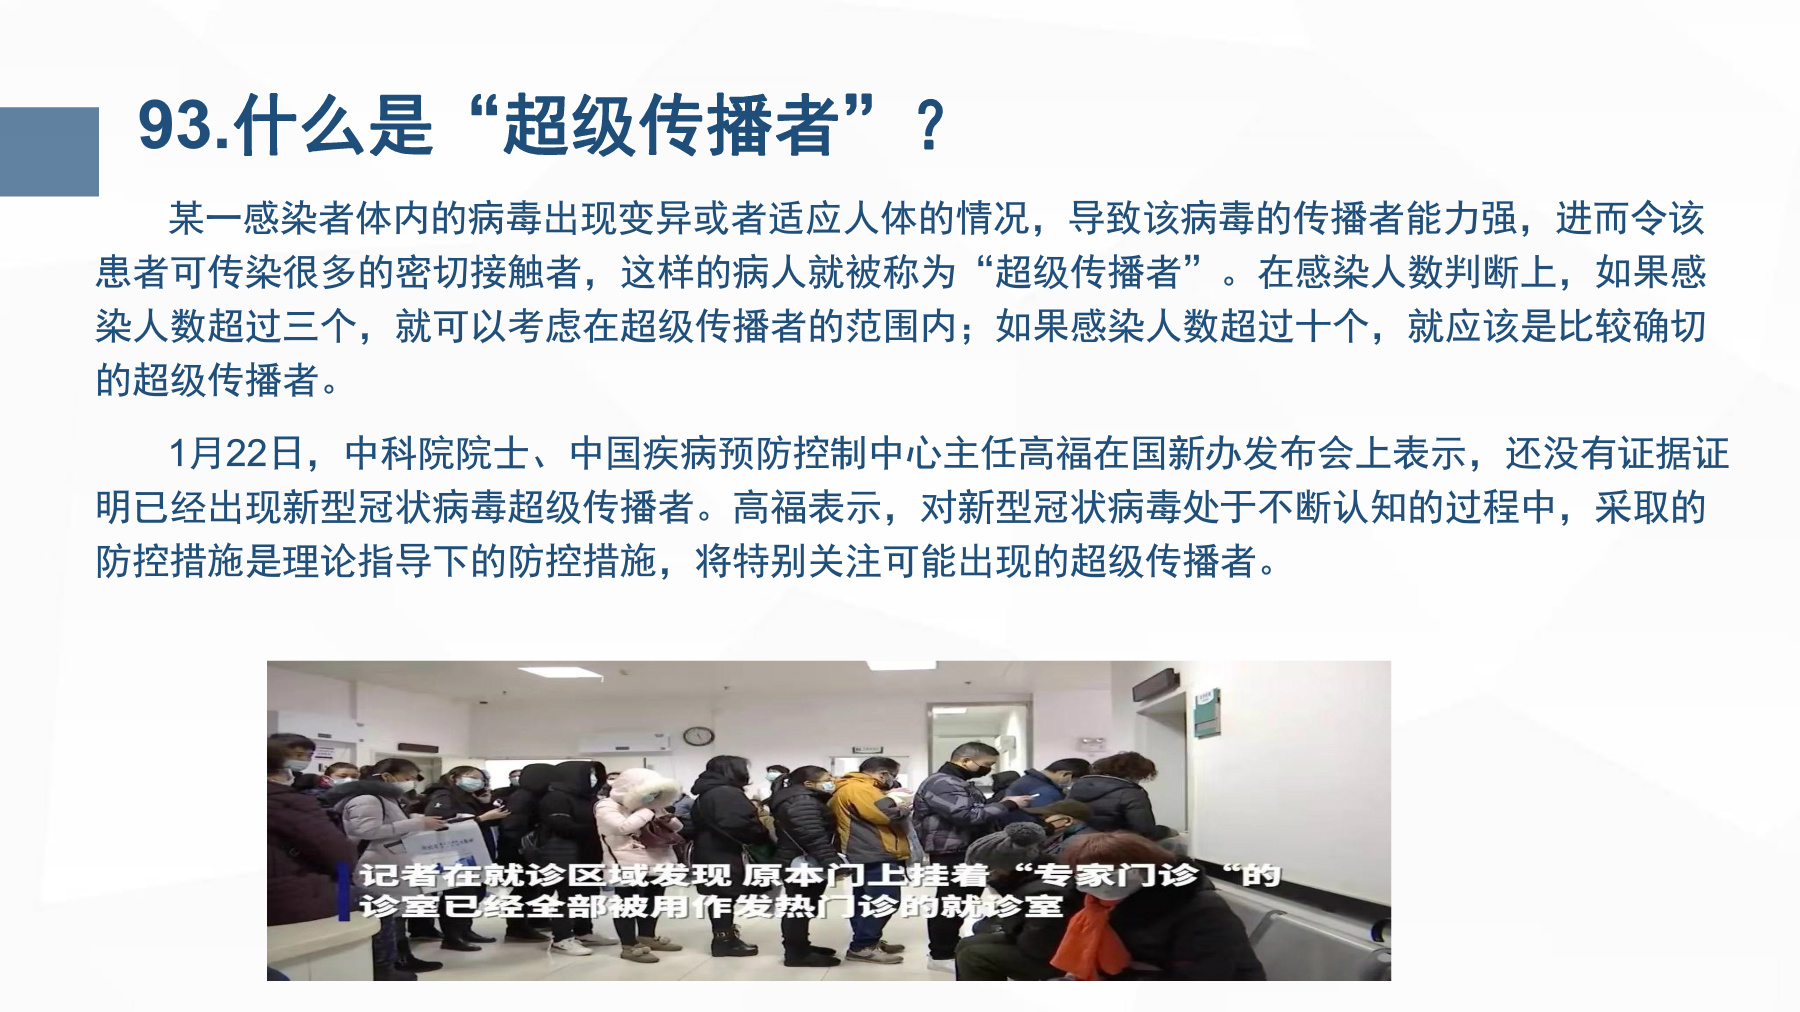 93.什么是“超级传播者”?
某一感染者体内的病毒出现变异或者适应人体的情况，导致该病毒的传播者能力强，进而令该
患者可传染很多的密切接触者，这样的病人就被称为“超级传播者”。在感染人数判断上，如果感
染人数超过三个，就可以考虑在超级传播者的范围内；如果感染人数超过十个，就应该是比较确切
的超级传播者。
1月22日，中科院院士、中国疾病预防控制中心主任高福在国新办发布会上表示，还没有证据证
明已经出现新型冠状病毒超级传播者。高福表示，对新型冠状病毒处于不断认知的过程中，采取的
防控措施是理论指导下的防控措施，将特别关注可能出现的超级传播者。
记者在就诊区域发现 原本门上挂着“专家门诊“的
诊室已经全部被用作发热门诊的就诊室